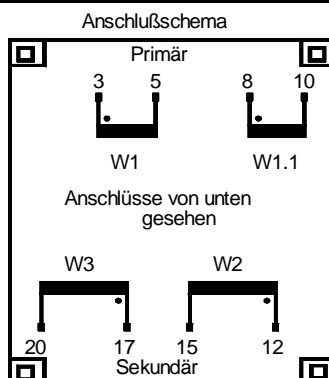 Anschlußschema
Primär
3 5 8 10
W1 W1.1
Anschlüsse von unten
gesehen
W3 W2
20 17 15 12
Sekundär